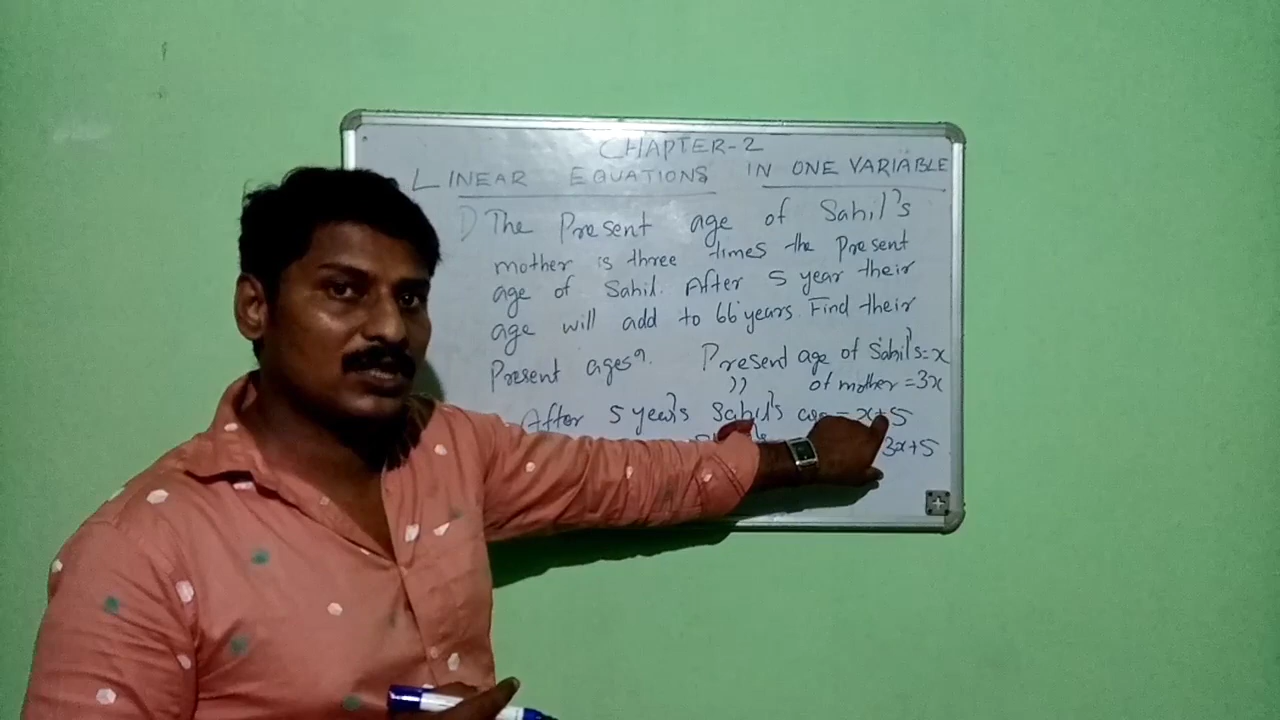 CHAPTER-2
LINEAR EQUATIONS IN ONE VARIABLE
1) The Present age of Sahil's
mother is three times the Present
age of Sahil. After 5 year their
age will add to 66 years. Find their
Present ages. Present age of Sahil's=x
,, of mother =3x
After 5 year's Sahil's = x+5
3x+5